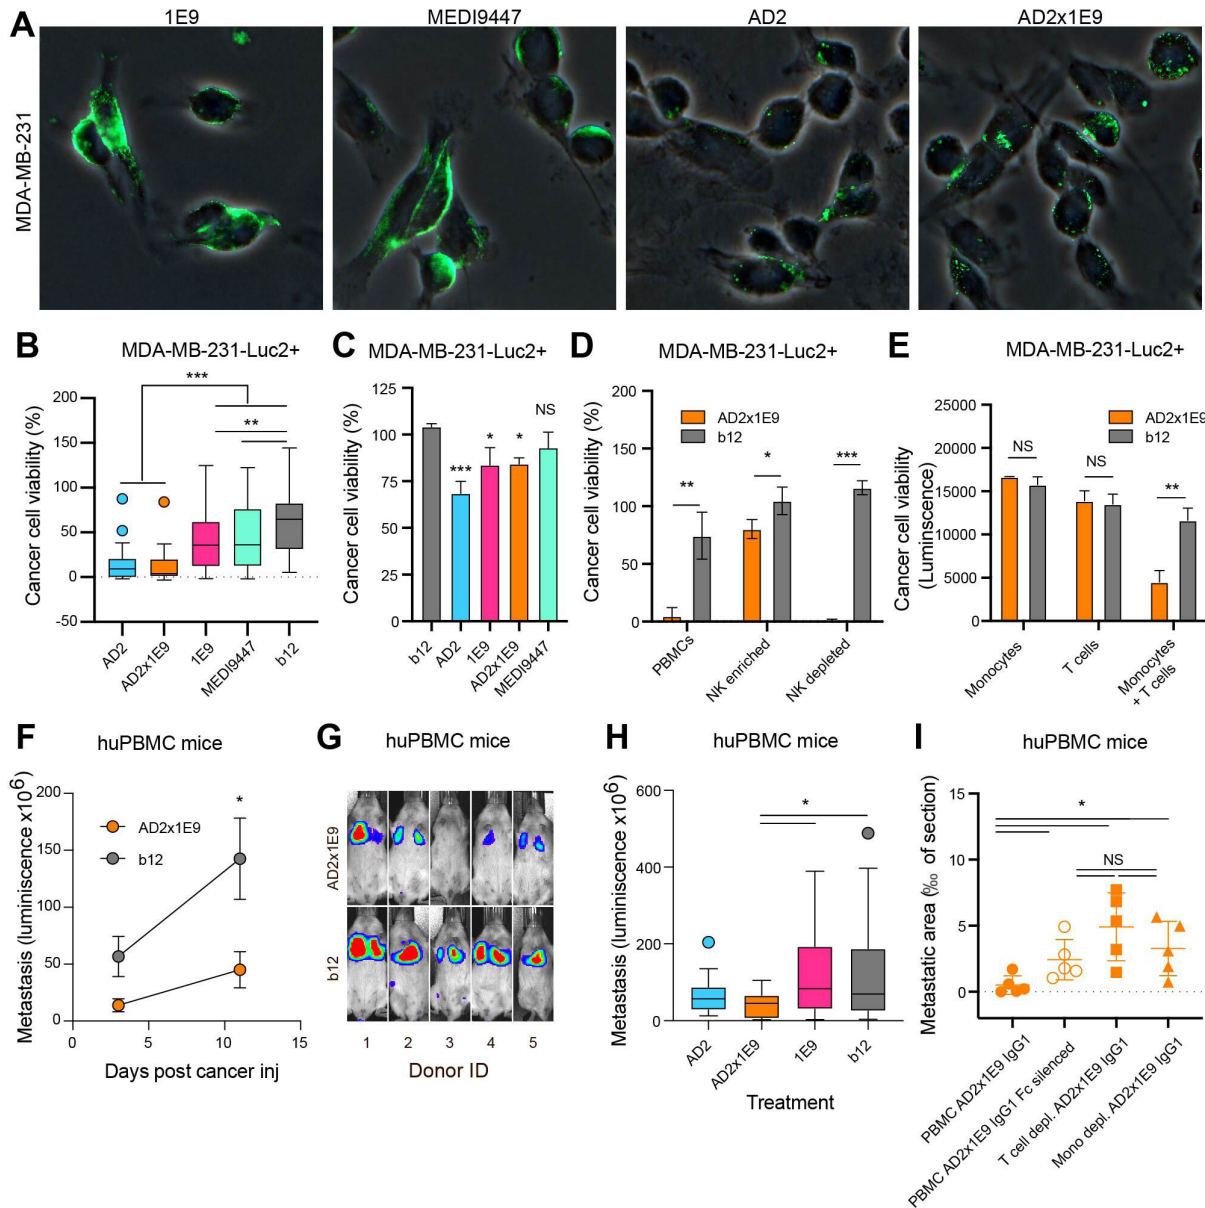 A
1E9
MEDI9447
AD2
AD2x1E9
MDA-MB-231
B
MDA-MB-231-Luc2+
***
**
Cancer cell viability (%)
200
150
100
50
0
-50
AD2
AD2x1E9
1E9
MEDI9447
b12
C
MDA-MB-231-Luc2+
Cancer cell viability (%)
125
100
75
50
25
0
***
*
*
NS
b12
AD2
1E9
AD2x1E9
MEDI9447
D
MDA-MB-231-Luc2+
Cancer cell viability (%)
200
150
100
50
0
AD2x1E9
b12
**
*
***
PBMCs
NK enriched
NK depleted
E
MDA-MB-231-Luc2+
Cancer cell viability
(Luminescence)
25000
20000
15000
10000
5000
0
AD2x1E9
b12
NS
NS
**
Monocytes
T cells
Monocytes
+ T cells
F
huPBMC mice
Metastasis (luminiscence x10⁶)
200
150
100
50
0
AD2x1E9
b12
*
0
5
10
15
Days post cancer inj
G
huPBMC mice
AD2x1E9
b12
1
2
3
4
5
Donor ID
H
huPBMC mice
Metastasis (luminiscence x10⁶)
600
400
200
0
*
AD2
AD2x1E9
1E9
b12
Treatment
I
huPBMC mice
Metastatic area (‰ of section)
15
10
5
0
*
NS
PBMC AD2x1E9 IgG1
PBMC AD2x1E9 IgG1 Fc silenced
T cell depl. AD2x1E9 IgG1
Mono depl. AD2x1E9 IgG1